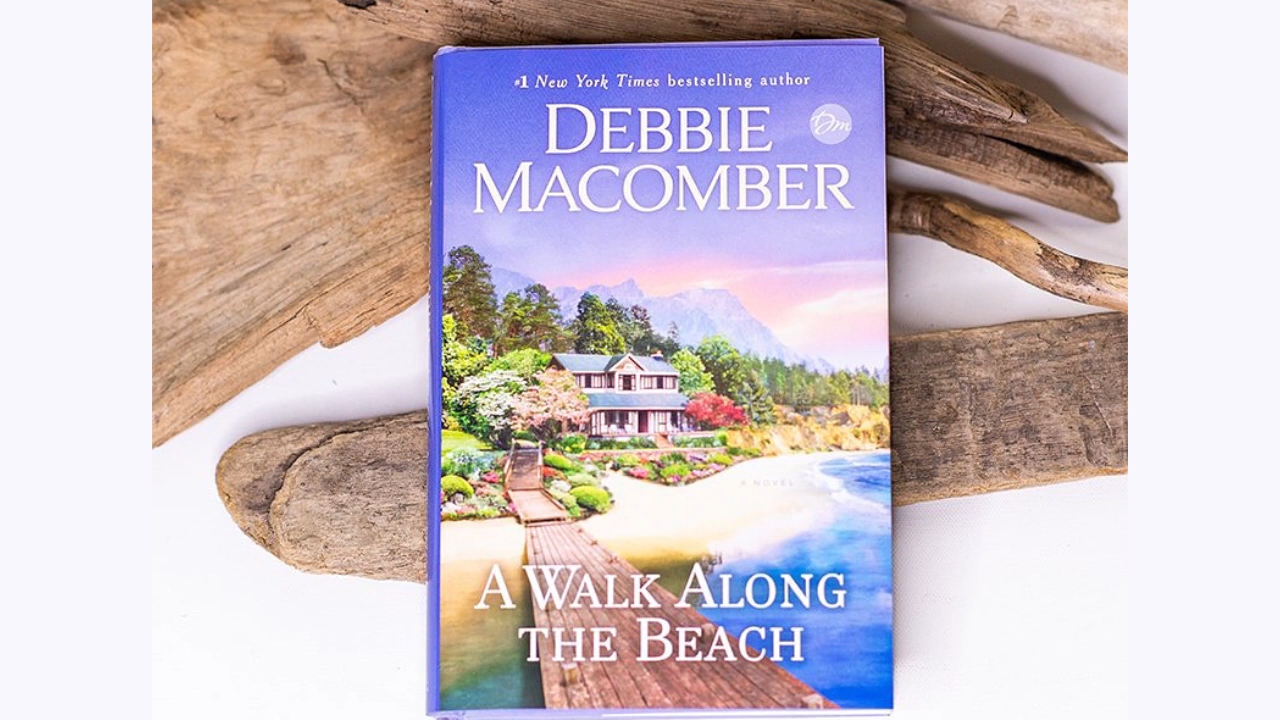 #1 New York Times bestselling author
DEBBIE
Dm
MACOMBER
A NOVEL
A WALK ALONG
THE BEACH